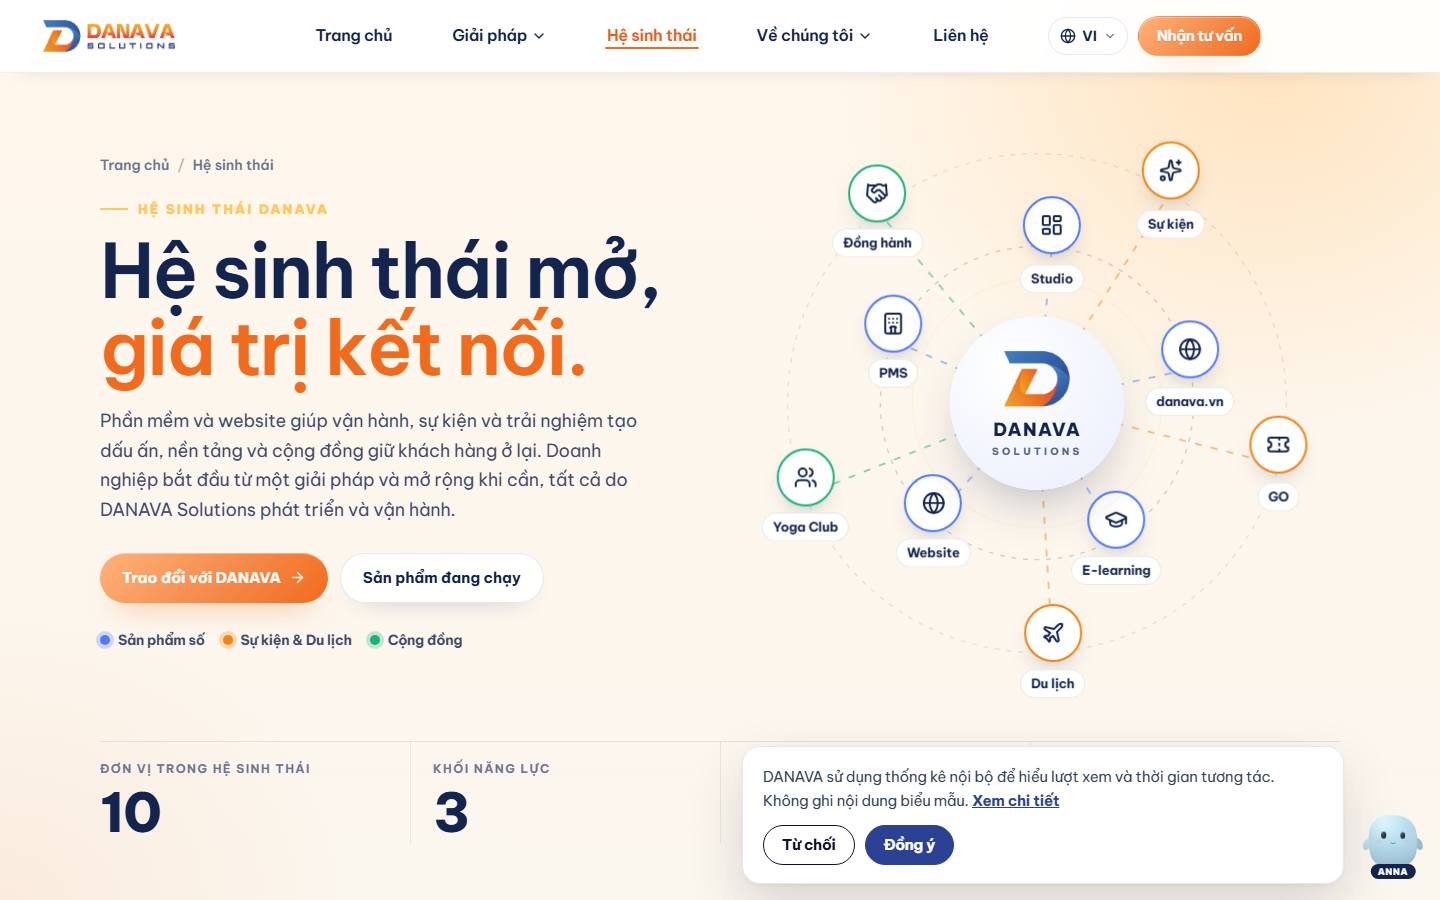 DANAVA
SOLUTIONS
Trang chủ
Giải pháp
Hệ sinh thái
Về chúng tôi
Liên hệ
VI
Nhận tư vấn
Trang chủ / Hệ sinh thái
HỆ SINH THÁI DANAVA
Hệ sinh thái mở,
giá trị kết nối.
Phần mềm và website giúp vận hành, sự kiện và trải nghiệm tạo
dấu ấn, nền tảng và cộng đồng giữ khách hàng ở lại. Doanh
nghiệp bắt đầu từ một giải pháp và mở rộng khi cần, tất cả do
DANAVA Solutions phát triển và vận hành.
Trao đổi với DANAVA
Sản phẩm đang chạy
Sản phẩm số
Sự kiện & Du lịch
Cộng đồng
Sự kiện
Đồng hành
Studio
PMS
danava.vn
DANAVA
SOLUTIONS
GO
Yoga Club
Website
E-learning
Du lịch
ĐƠN VỊ TRONG HỆ SINH THÁI
10
KHỐI NĂNG LỰC
3
DANAVA sử dụng thống kê nội bộ để hiểu lượt xem và thời gian tương tác.
Không ghi nội dung biểu mẫu. Xem chi tiết
Từ chối
Đồng ý
ANNA